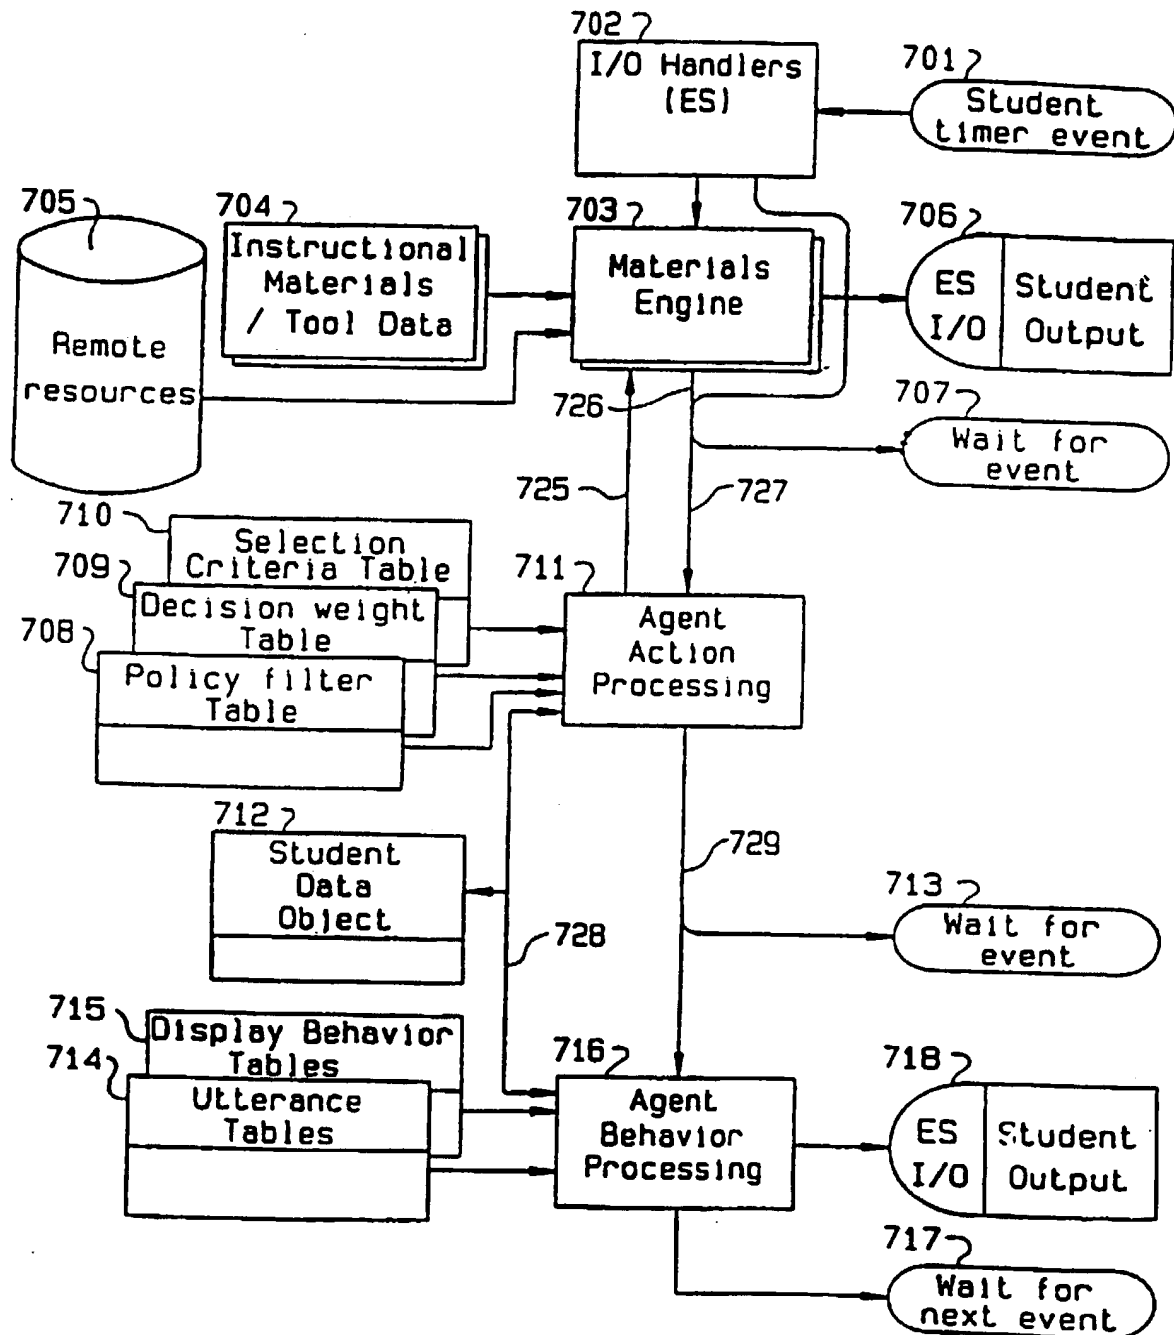 702
I/O Handlers
(ES)
701
Student
timer event
705
Remote
resources
704
Instructional
Materials
/ Tool Data
703
Materials
Engine
706
ES
I/O
Student
Output
726
707
Wait for
event
725
727
710
Selection
Criteria Table
709
Decision weight
Table
708
Policy filter
Table
711
Agent
Action
Processing
712
Student
Data
Object
728
729
713
Wait for
event
715
Display Behavior
Tables
714
Utterance
Tables
716
Agent
Behavior
Processing
718
ES
I/O
Student
Output
717
Wait for
next event